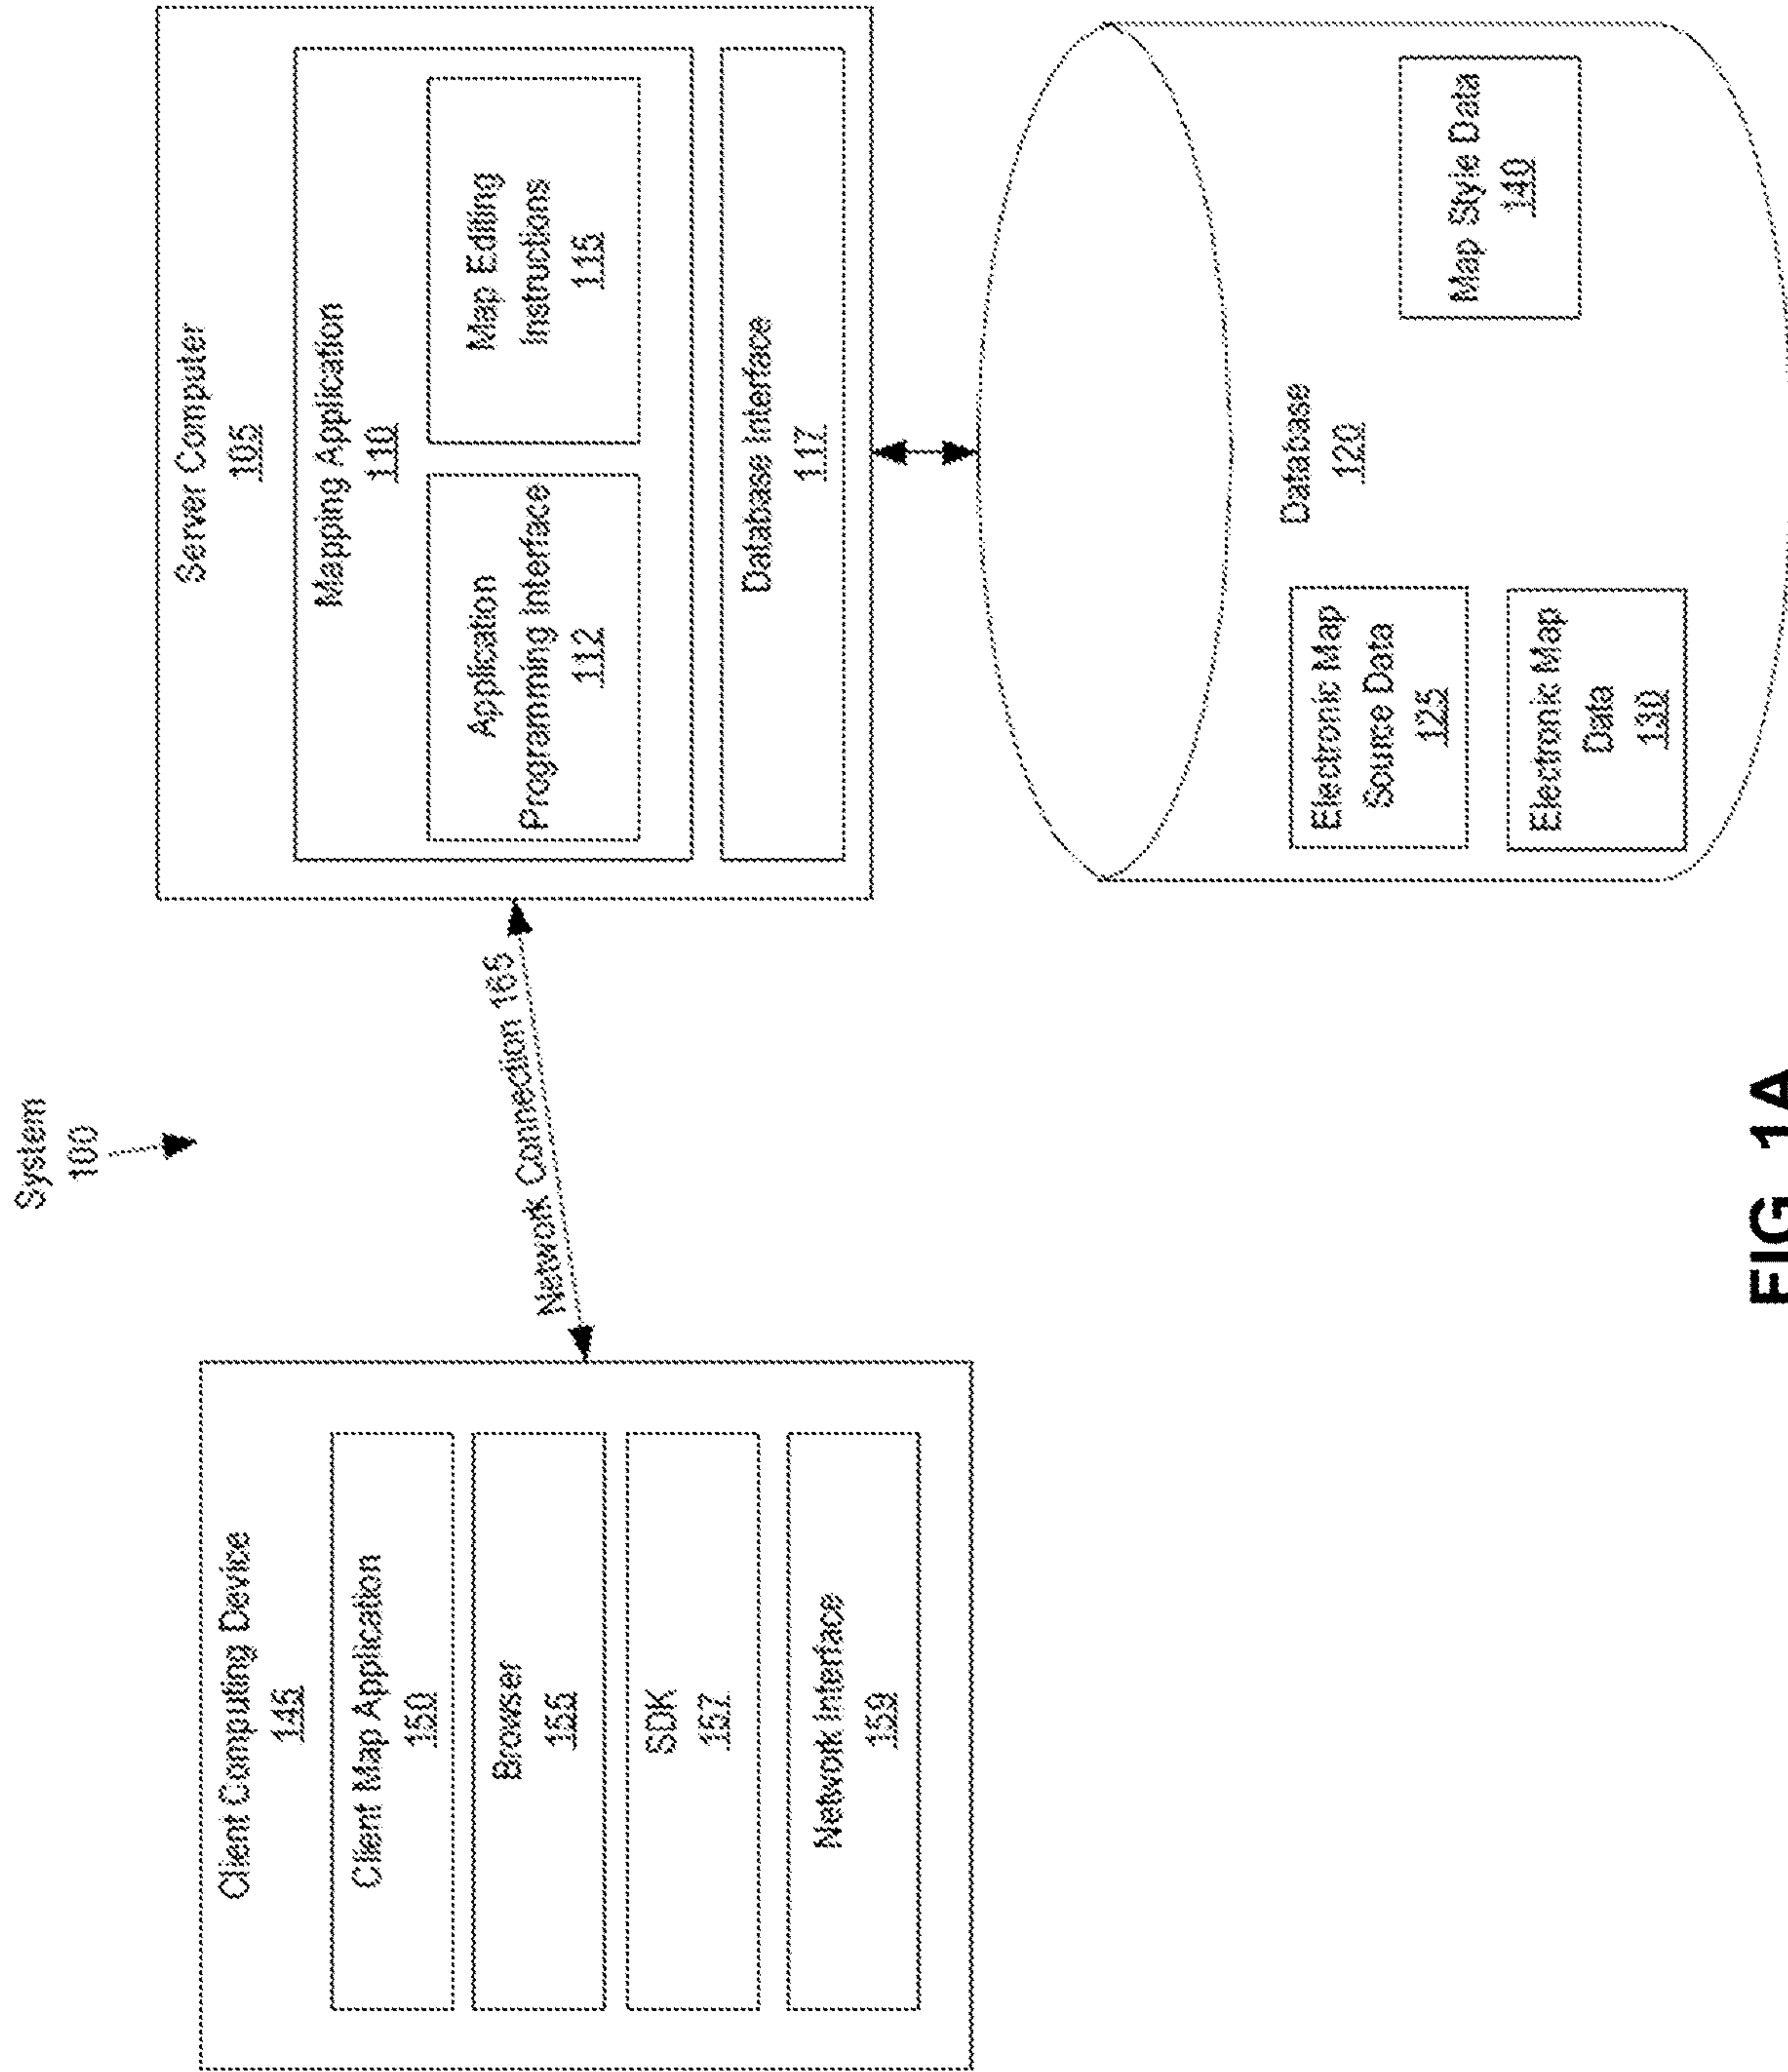 System
100
Client Computing Device
145
Client Map Application
150
Browser
155
SDK
157
Network Interface
159
Network Connection 165
Server Computer
105
Mapping Application
110
Application
Programming Interface
112
Map Editing
Instructions
115
Database Interface
117
Database
120
Electronic Map
Source Data
125
Electronic Map
Data
130
Map Style Data
140
FIG. 1A